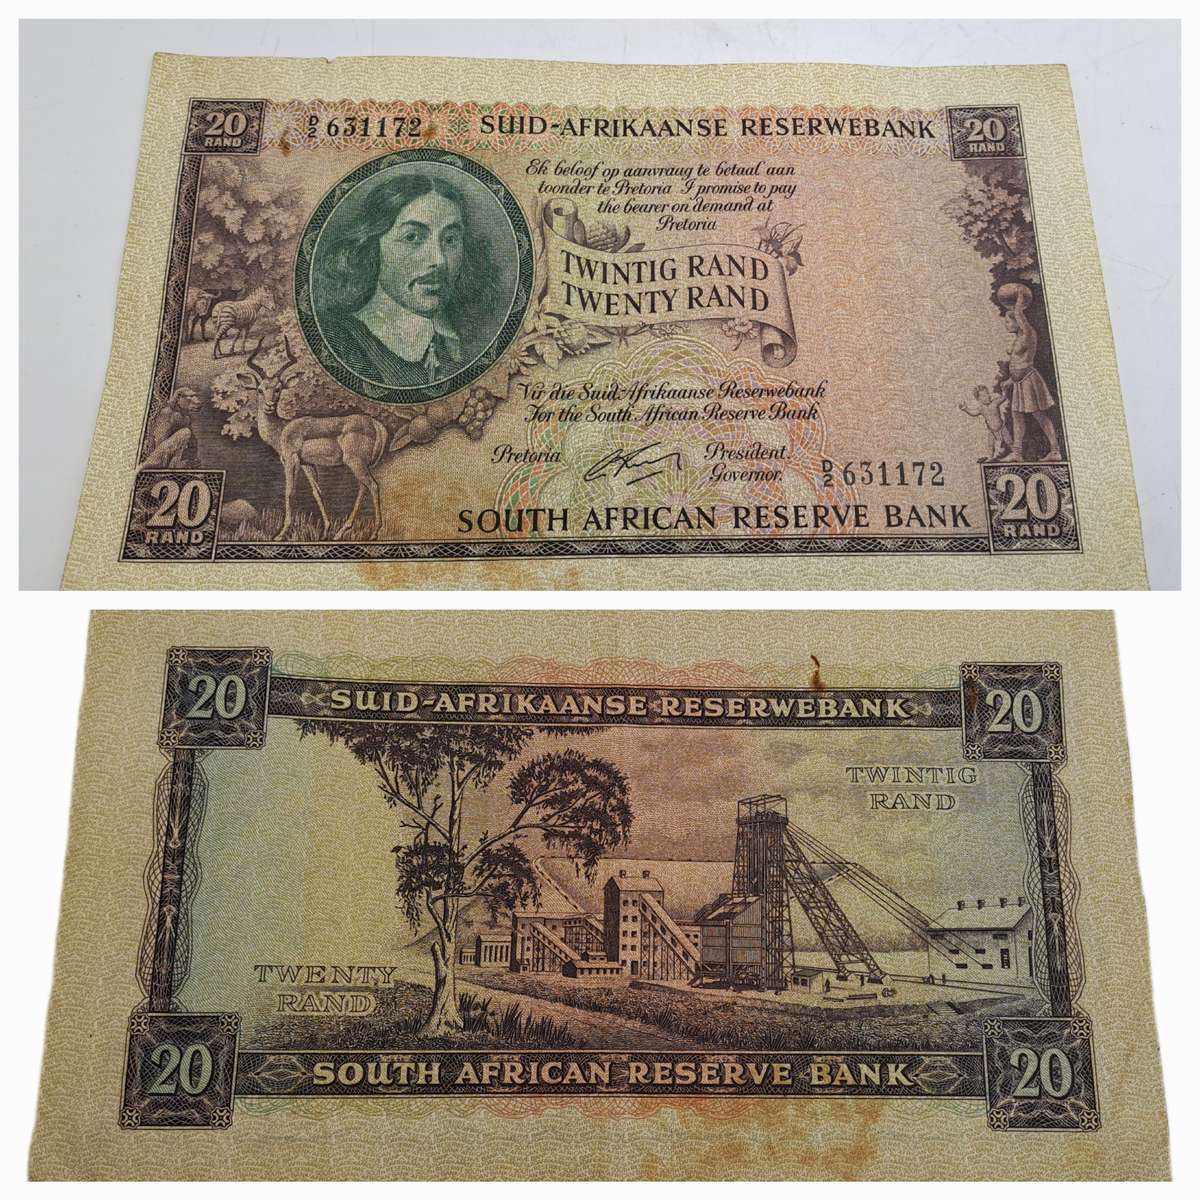 20 RAND
D/2 631172
SUID-AFRIKAANSE RESERWEBANK
20 RAND
Ek beloof op aanvraag te betaal aan
toonder te Pretoria I promise to pay
the bearer on demand at
Pretoria
TWINTIG RAND
TWENTY RAND
Vir die Suid-Afrikaanse Reserwebank
For the South African Reserve Bank
Pretoria
President.
Governor.
D/2 631172
20 RAND
SOUTH AFRICAN RESERVE BANK
20 RAND
20
SUID-AFRIKAANSE RESERWEBANK
20
TWINTIG
RAND
TWENTY
RAND
20
SOUTH AFRICAN RESERVE BANK
20